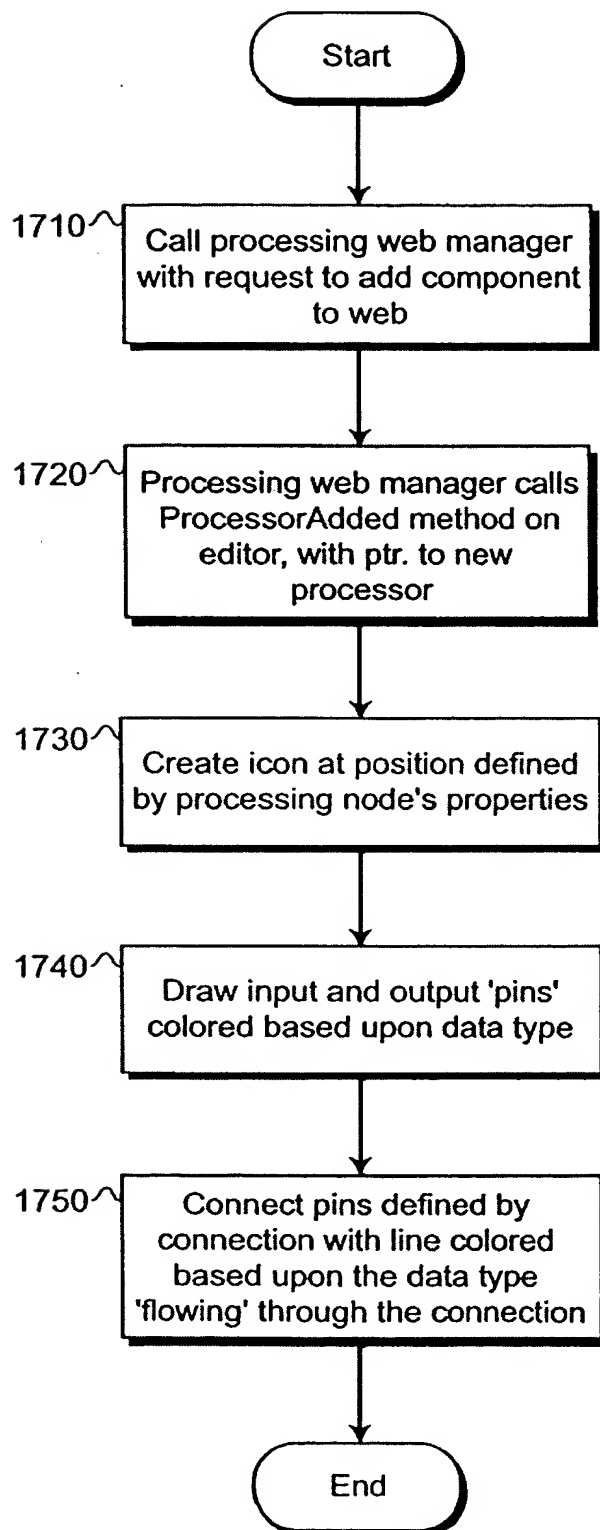 Start
1710
Call processing web manager
with request to add component
to web
1720
Processing web manager calls
ProcessorAdded method on
editor, with ptr. to new
processor
1730
Create icon at position defined
by processing node's properties
1740
Draw input and output 'pins'
colored based upon data type
1750
Connect pins defined by
connection with line colored
based upon the data type
'flowing' through the connection
End